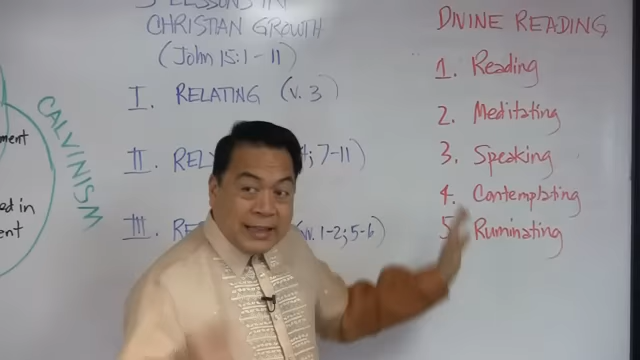 LESSONS IN
CHRISTIAN GROWTH
(John 15:1-11)
I. RELATING (v. 3)
II. RELY ; 7-11)
III. RE vv. 1-2; 5-6)
DIVINE READING
1. Reading
2. Meditating
3. Speaking
4. Contemplating
5. Ruminating
CALVINISM
ment
ed in
ent